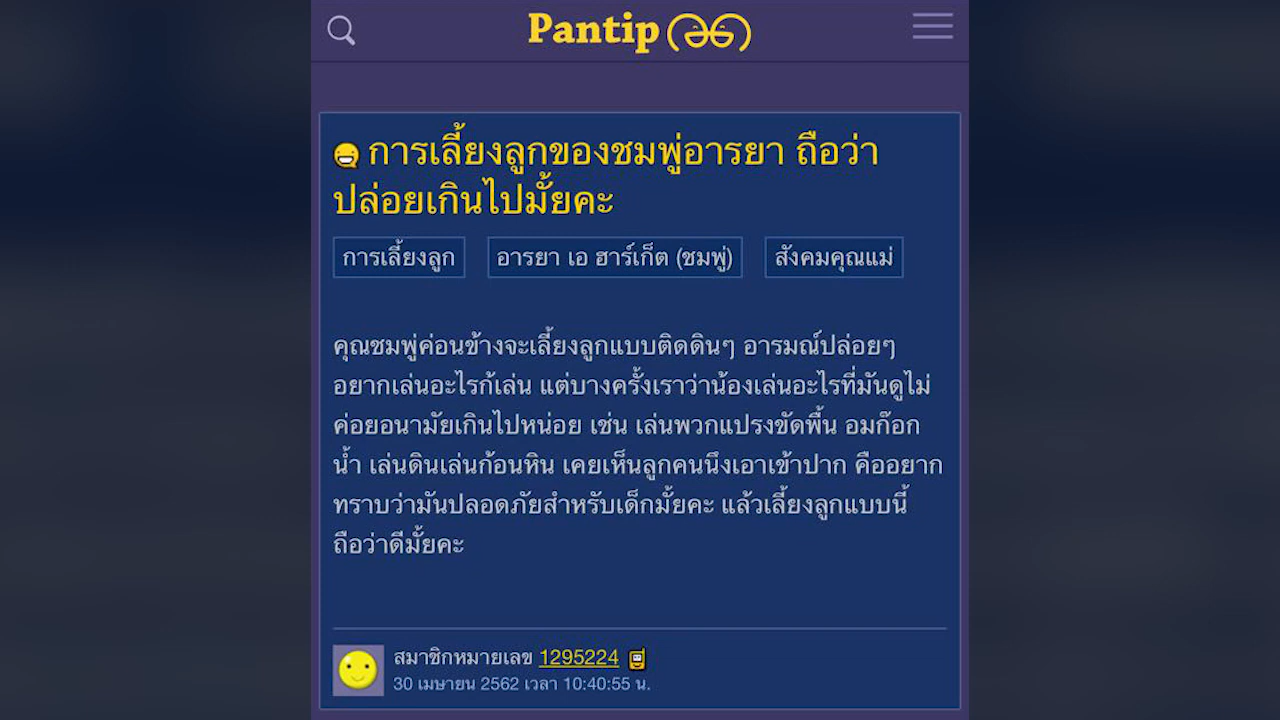 Pantip
การเลี้ยงลูกของชมพู่อารยา ถือว่า
ปล่อยเกินไปมั้ยคะ
การเลี้ยงลูก
อารยา เอ ฮาร์เก็ต (ชมพู่)
สังคมคุณแม่
คุณชมพู่ค่อนข้างจะเลี้ยงลูกแบบติดดินๆ อารมณ์ปล่อยๆ
อยากเล่นอะไรก้เล่น แต่บางครั้งเราว่าน้องเล่นอะไรที่มันดูไม่
ค่อยอนามัยเกินไปหน่อย เช่น เล่นพวกแปรงขัดพื้น อมก๊อก
น้ำ เล่นดินเล่นก้อนหิน เคยเห็นลูกคนนึงเอาเข้าปาก คืออยาก
ทราบว่ามันปลอดภัยสำหรับเด็กมั้ยคะ แล้วเลี้ยงลูกแบบนี้
ถือว่าดีมั้ยคะ
สมาชิกหมายเลข 1295224
30 เมษายน 2562 เวลา 10:40:55 น.